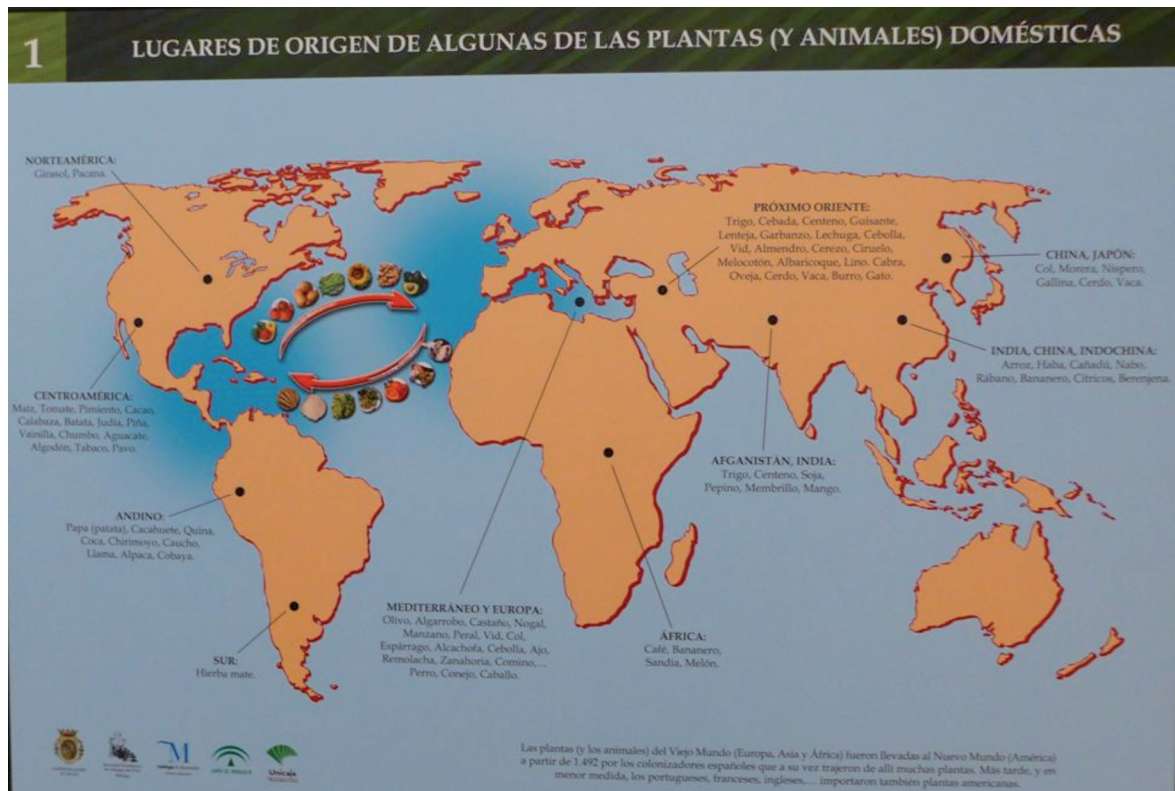 1
LUGARES DE ORIGEN DE ALGUNAS DE LAS PLANTAS (Y ANIMALES) DOMÉSTICAS
NORTEAMÉRICA:
Girasol, Pacana.
PRÓXIMO ORIENTE:
Trigo, Cebada, Centeno, Guisante,
Lenteja, Garbanzo, Lechuga, Cebolla,
Vid, Almendro, Cerezo, Ciruelo,
Melocotón, Albaricoque, Lino. Cabra,
Oveja, Cerdo, Vaca, Burro, Gato.
CHINA, JAPÓN:
Col, Morera, Níspero,
Gallina, Cerdo, Vaca.
INDIA, CHINA, INDOCHINA:
Arroz, Haba, Cañadú, Nabo,
Rábano, Bananero, Cítricos, Berenjena.
CENTROAMÉRICA:
Maíz, Tomate, Pimiento, Cacao,
Calabaza, Batata, Judía, Piña,
Vainilla, Chumbo, Aguacate,
Algodón, Tabaco, Pavo.
AFGANISTÁN, INDIA:
Trigo, Centeno, Soja,
Pepino, Membrillo, Mango.
ANDINO:
Papa (patata), Cacahuete, Quina,
Coca, Chirimoyo, Caucho,
Llama, Alpaca, Cobaya.
MEDITERRÁNEO Y EUROPA:
Olivo, Algarrobo, Castaño, Nogal,
Manzano, Peral, Vid, Col,
Espárrago, Alcachofa, Cebolla, Ajo,
Remolacha, Zanahoria, Comino,...
Perro, Conejo, Caballo.
ÁFRICA:
Café, Bananero,
Sandía, Melón.
SUR:
Hierba mate.
M
Unicaja
Las plantas (y los animales) del Viejo Mundo (Europa, Asia y África) fueron llevadas al Nuevo Mundo (América)
a partir de 1.492 por los colonizadores españoles que a su vez trajeron de allí muchas plantas. Más tarde, y en
menor medida, los portugueses, franceses, ingleses,... importaron también plantas americanas.